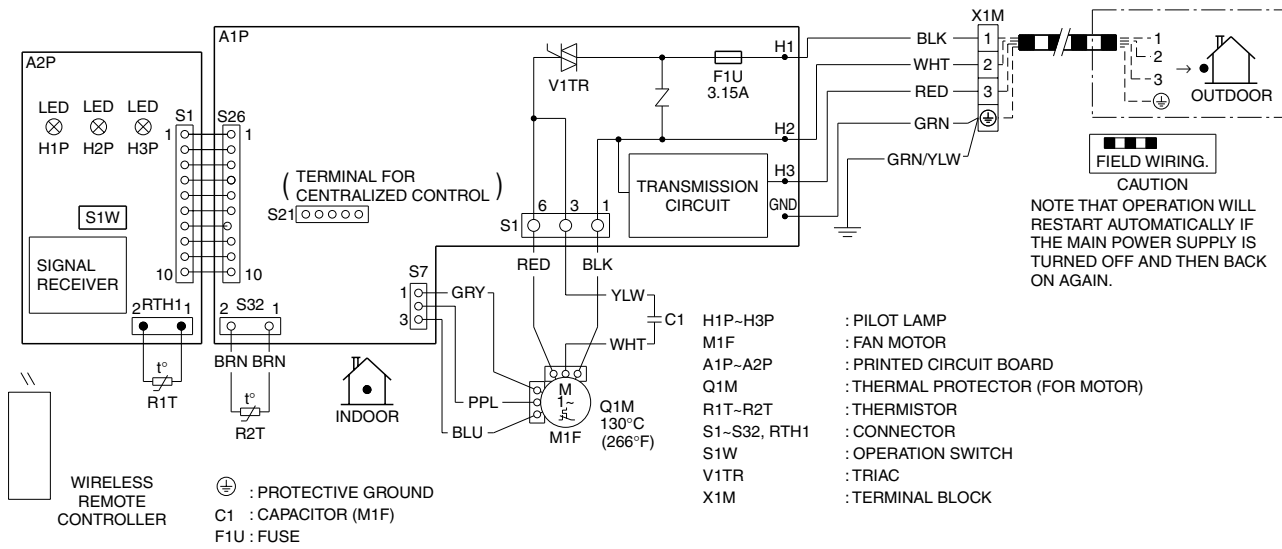 A2P
LED LED LED
H1P H2P H3P
S1
1
10
S1W
SIGNAL
RECEIVER
2 RTH1 1
t°
R1T
WIRELESS
REMOTE
CONTROLLER
A1P
S26
1
10
( TERMINAL FOR
CENTRALIZED CONTROL )
S21
2 S32 1
BRN BRN
t°
R2T
INDOOR
S7
1
3
GRY
PPL
BLU
V1TR
F1U
3.15A
H1
H2
H3
GND
TRANSMISSION
CIRCUIT
S1
6 3 1
RED BLK
YLW
C1
WHT
M
1~
M1F
Q1M
130°C
(266°F)
X1M
BLK 1
WHT 2
RED 3
GRN
GRN/YLW
1
2
3
→
OUTDOOR
FIELD WIRING.
CAUTION
NOTE THAT OPERATION WILL
RESTART AUTOMATICALLY IF
THE MAIN POWER SUPPLY IS
TURNED OFF AND THEN BACK
ON AGAIN.
: PROTECTIVE GROUND
C1 : CAPACITOR (M1F)
F1U : FUSE
H1P~H3P : PILOT LAMP
M1F : FAN MOTOR
A1P~A2P : PRINTED CIRCUIT BOARD
Q1M : THERMAL PROTECTOR (FOR MOTOR)
R1T~R2T : THERMISTOR
S1~S32, RTH1 : CONNECTOR
S1W : OPERATION SWITCH
V1TR : TRIAC
X1M : TERMINAL BLOCK